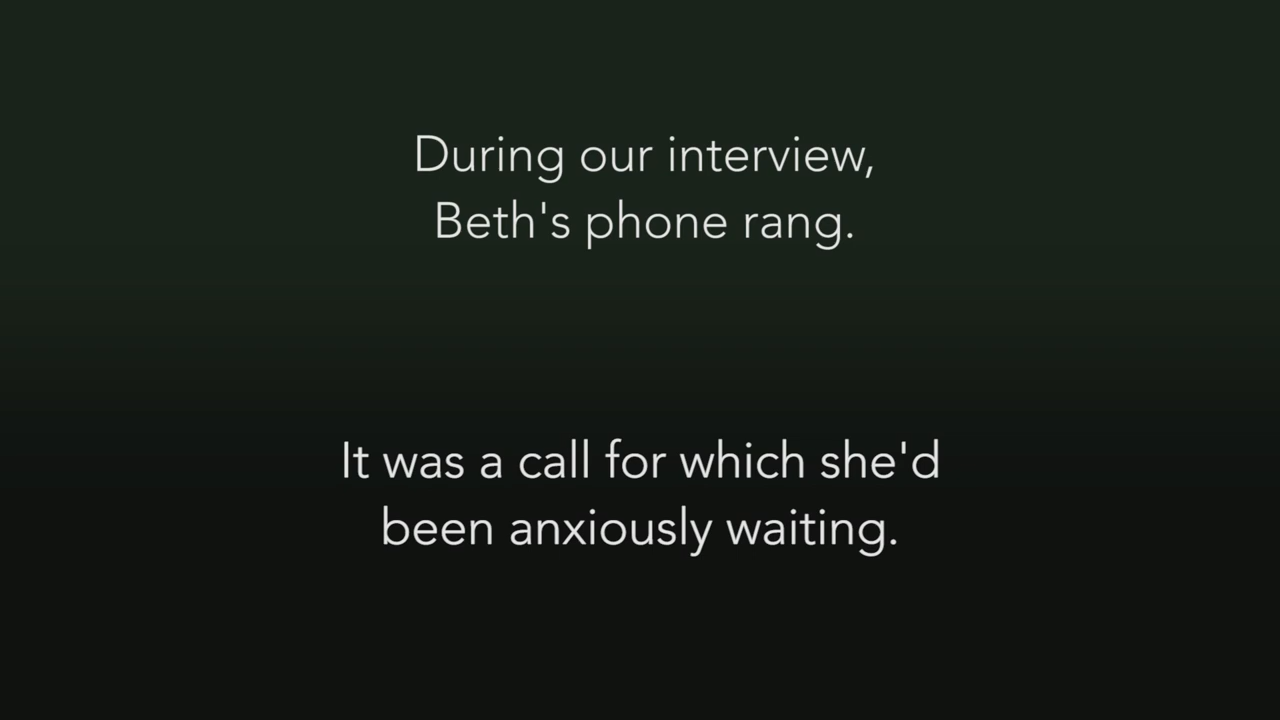 During our interview,
Beth's phone rang.
It was a call for which she'd
been anxiously waiting.